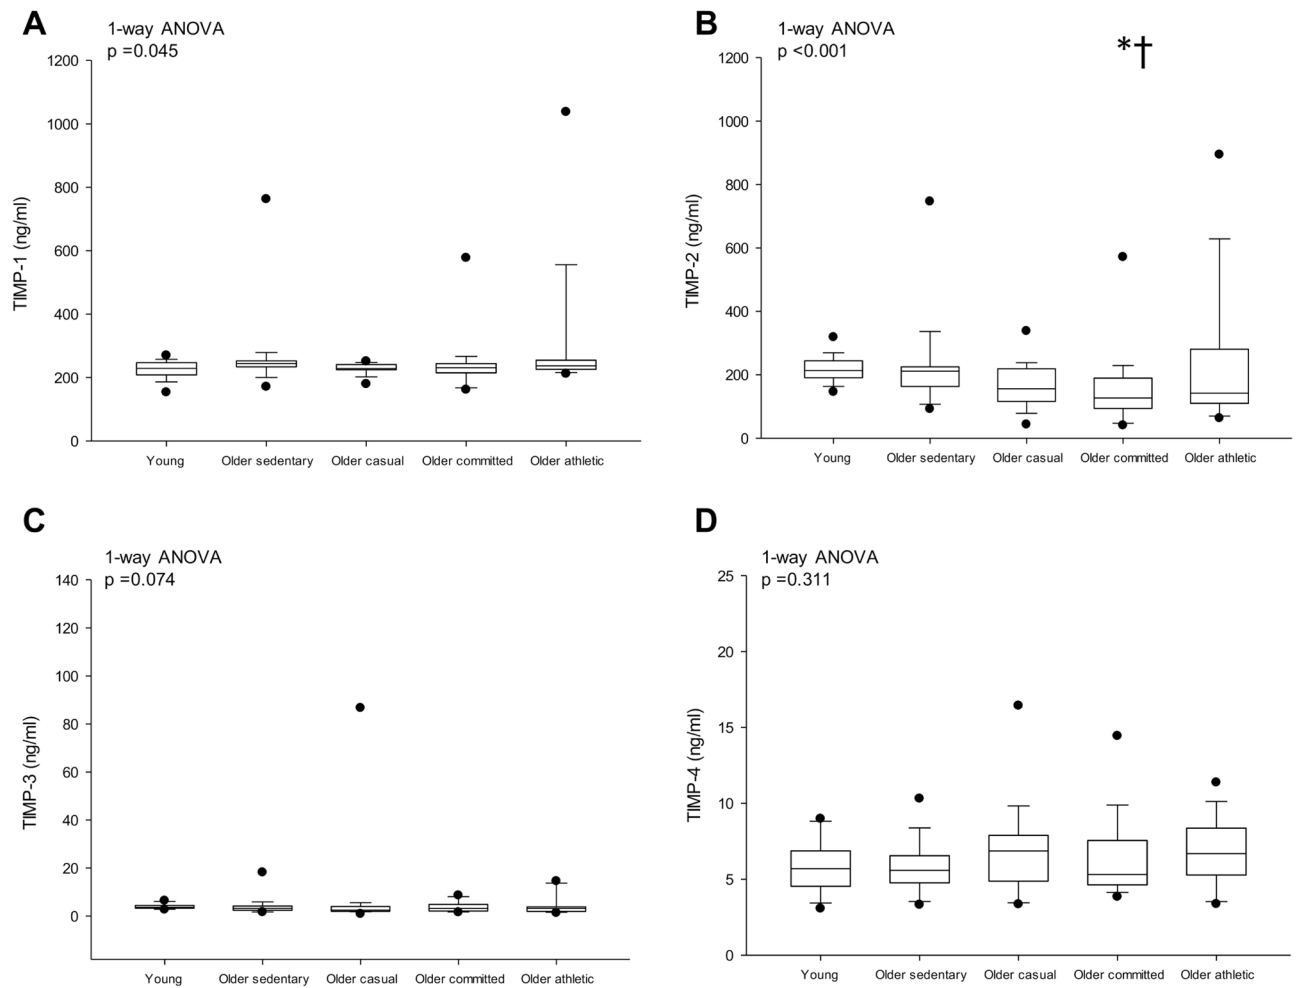 A
1-way ANOVA
p =0.045
1200
1000
800
600
400
200
0
TIMP-1 (ng/ml)
Young
Older sedentary
Older casual
Older committed
Older athletic
B
1-way ANOVA
p <0.001
*†
1200
1000
800
600
400
200
0
TIMP-2 (ng/ml)
Young
Older sedentary
Older casual
Older committed
Older athletic
C
1-way ANOVA
p =0.074
140
120
100
80
60
40
20
0
TIMP-3 (ng/ml)
Young
Older sedentary
Older casual
Older committed
Older athletic
D
1-way ANOVA
p =0.311
25
20
15
10
5
0
TIMP-4 (ng/ml)
Young
Older sedentary
Older casual
Older committed
Older athletic